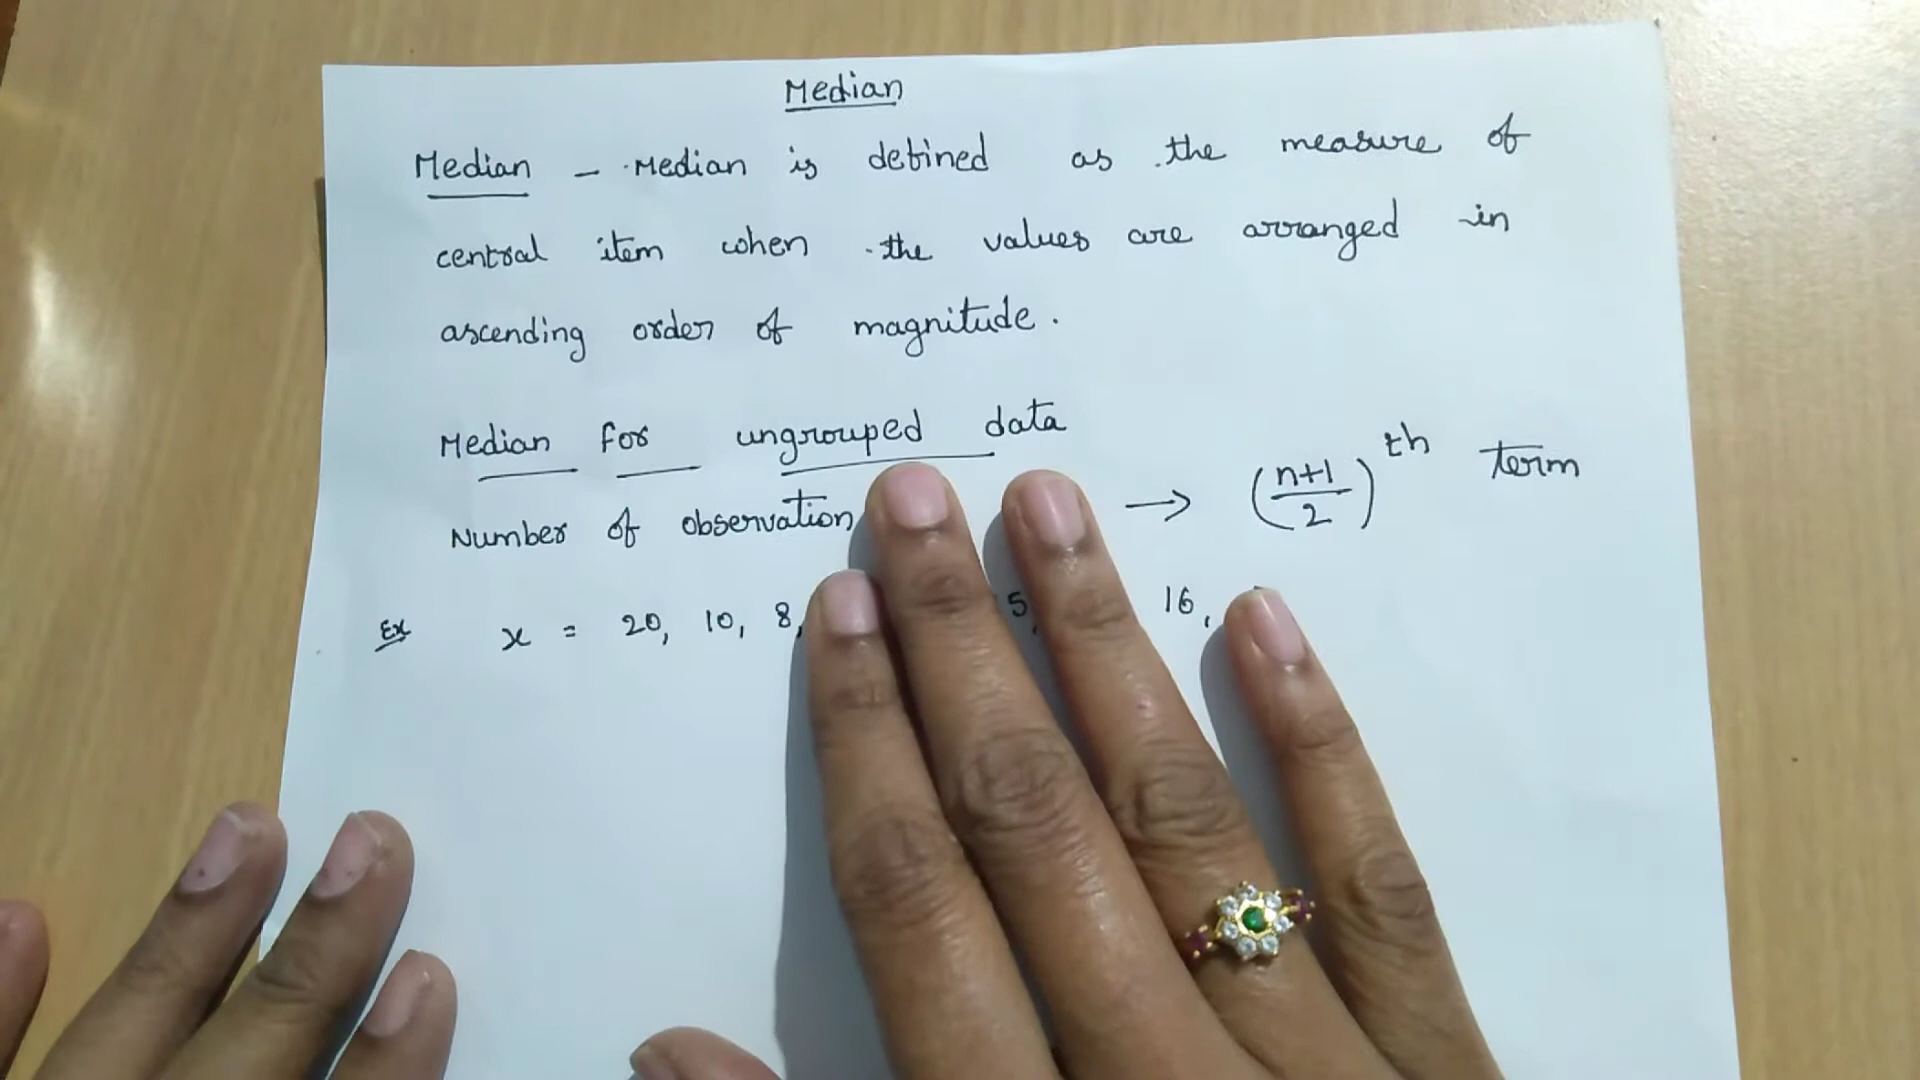 Median
Median - Median is defined as the measure of
central item when the values are arranged in
ascending order of magnitude.
Median for ungrouped data
Number of observation → (n+1/2)th term
Ex x = 20, 10, 8, 5, 16,